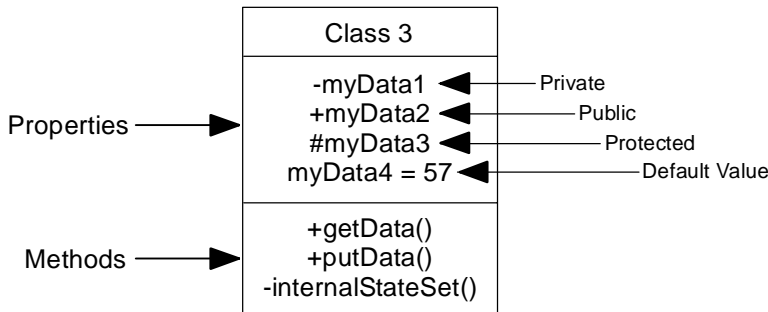 Class 3
-myData1
Private
+myData2
Public
Properties
#myData3
Protected
myData4 = 57
Default Value
+getData()
Methods
+putData()
-internalStateSet()